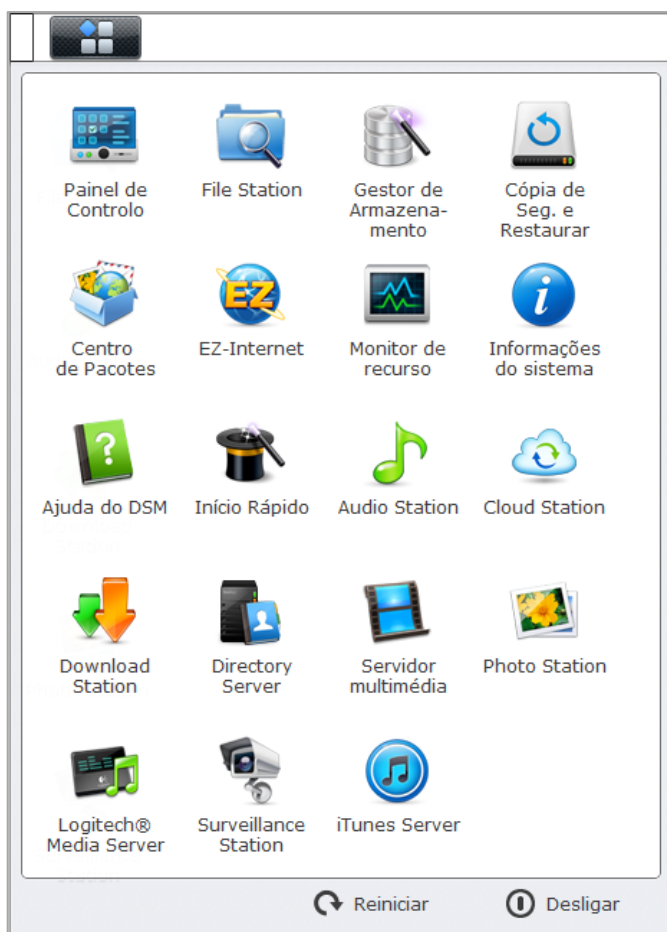 Painel de
Controlo
File Station
Gestor de
Armazena-
mento
Cópia de
Seg. e
Restaurar
Centro
de Pacotes
EZ
EZ-Internet
Monitor de
recurso
Informações
do sistema
Ajuda do DSM
Início Rápido
Audio Station
Cloud Station
Download
Station
Directory
Server
Servidor
multimédia
Photo Station
Logitech®
Media Server
Surveillance
Station
iTunes Server
Reiniciar
Desligar